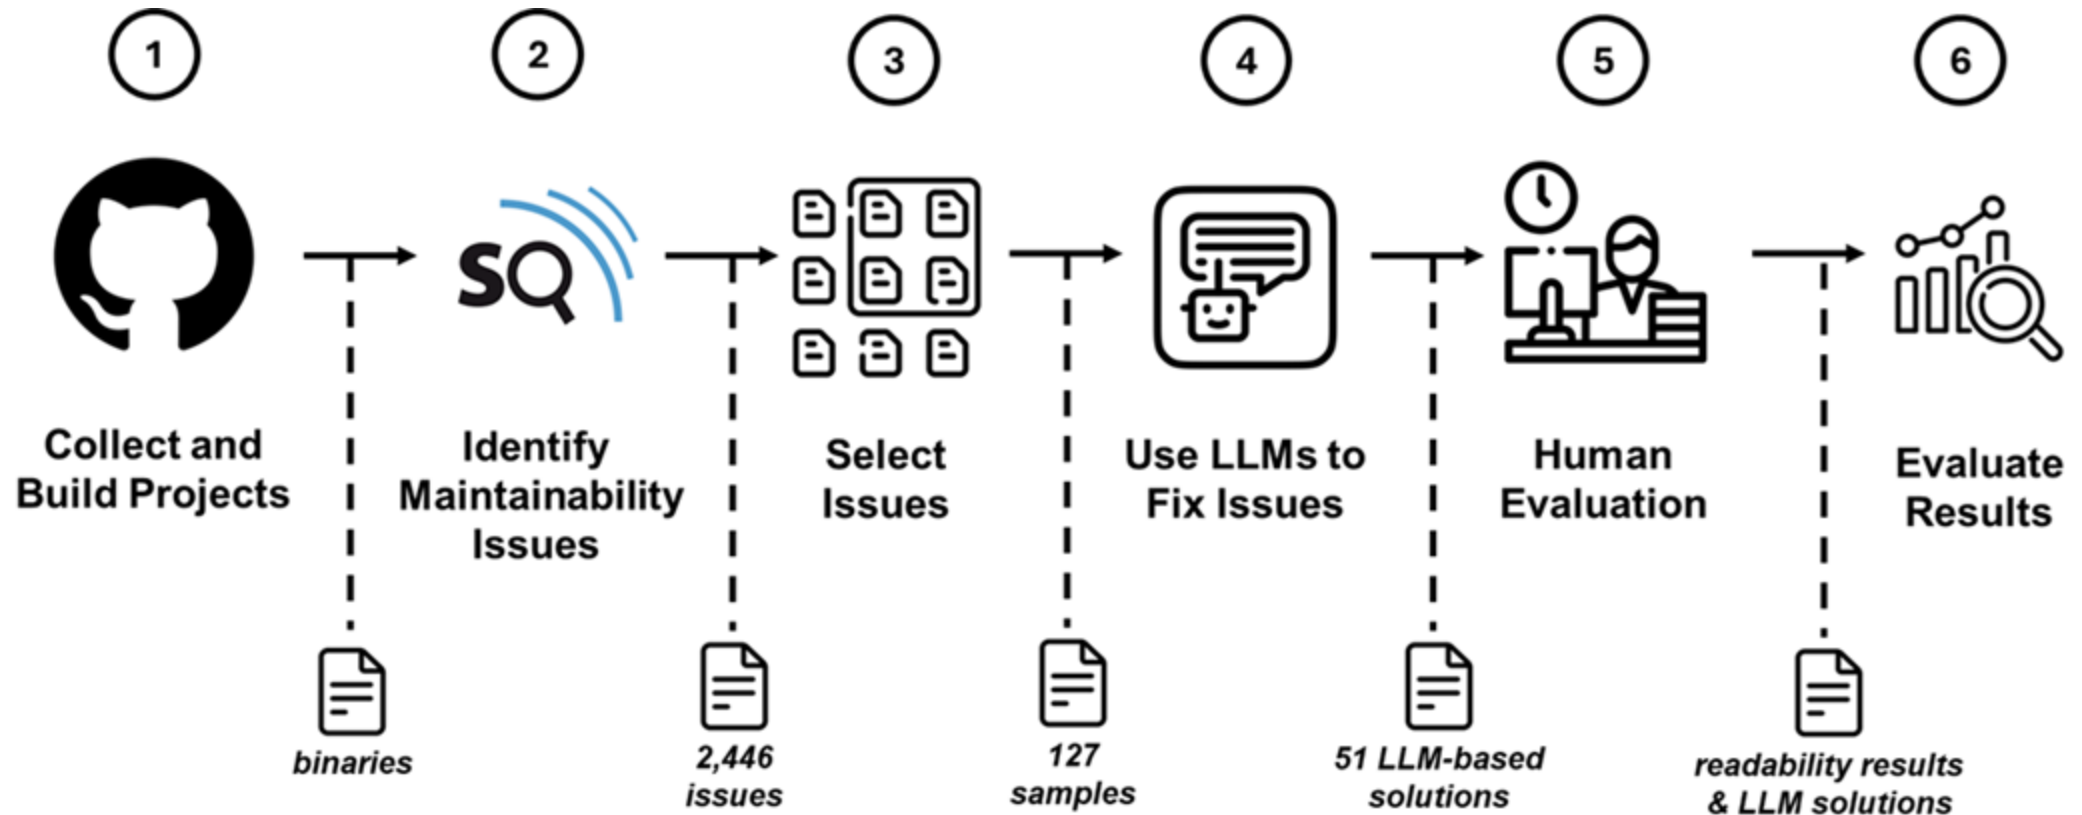 1
2
3
4
5
6
SQ
Collect and
Build Projects
Identify
Maintainability
Issues
Select
Issues
Use LLMs to
Fix Issues
Human
Evaluation
Evaluate
Results
binaries
2,446
issues
127
samples
51 LLM-based
solutions
readability results
& LLM solutions